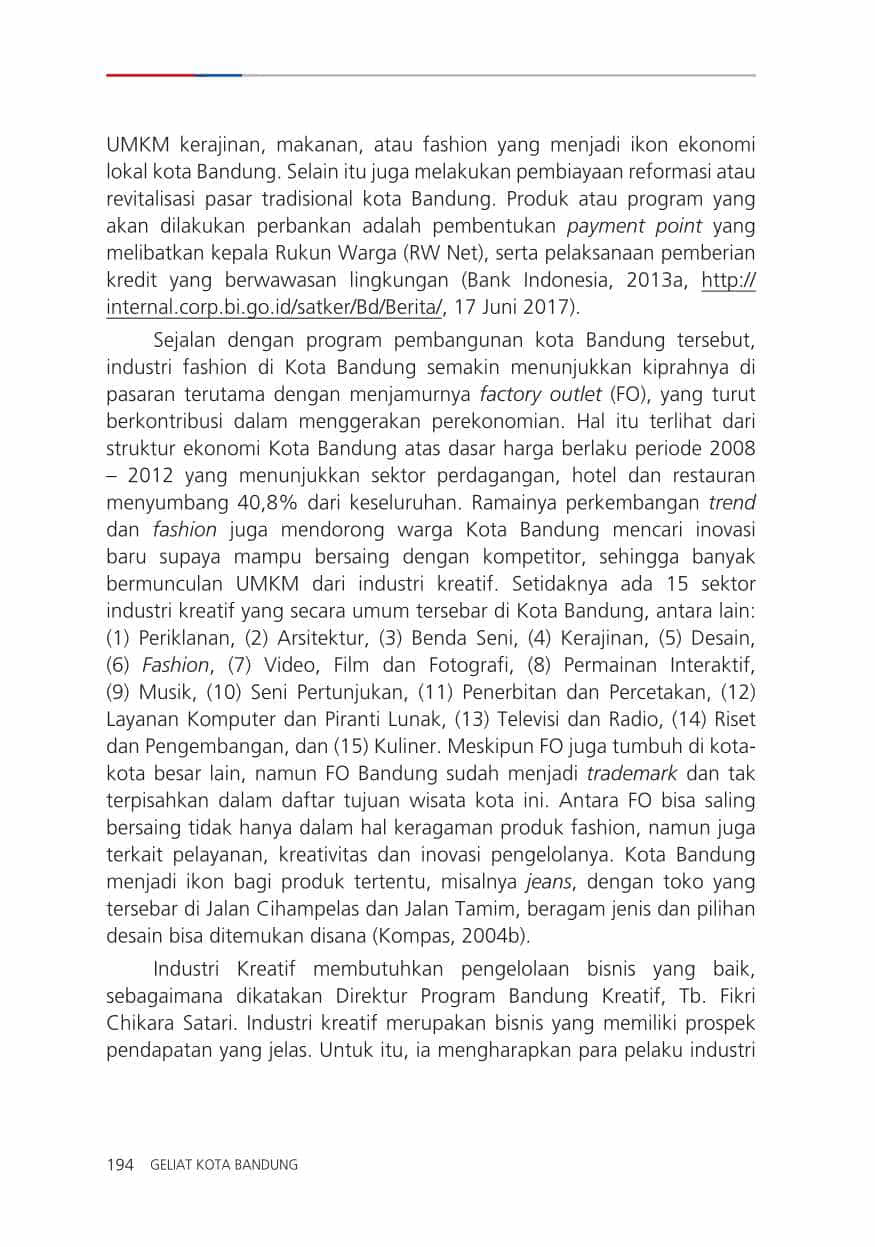 UMKM kerajinan, makanan, atau fashion yang menjadi ikon ekonomi
lokal kota Bandung. Selain itu juga melakukan pembiayaan reformasi atau
revitalisasi pasar tradisional kota Bandung. Produk atau program yang
akan dilakukan perbankan adalah pembentukan payment point yang
melibatkan kepala Rukun Warga (RW Net), serta pelaksanaan pemberian
kredit yang berwawasan lingkungan (Bank Indonesia, 2013a, http://
internal.corp.bi.go.id/satker/Bd/Berita/, 17 Juni 2017).
Sejalan dengan program pembangunan kota Bandung tersebut,
industri fashion di Kota Bandung semakin menunjukkan kiprahnya di
pasaran terutama dengan menjamurnya factory outlet (FO), yang turut
berkontribusi dalam menggerakan perekonomian. Hal itu terlihat dari
struktur ekonomi Kota Bandung atas dasar harga berlaku periode 2008
– 2012 yang menunjukkan sektor perdagangan, hotel dan restauran
menyumbang 40,8% dari keseluruhan. Ramainya perkembangan trend
dan fashion juga mendorong warga Kota Bandung mencari inovasi
baru supaya mampu bersaing dengan kompetitor, sehingga banyak
bermunculan UMKM dari industri kreatif. Setidaknya ada 15 sektor
industri kreatif yang secara umum tersebar di Kota Bandung, antara lain:
(1) Periklanan, (2) Arsitektur, (3) Benda Seni, (4) Kerajinan, (5) Desain,
(6) Fashion, (7) Video, Film dan Fotografi, (8) Permainan Interaktif,
(9) Musik, (10) Seni Pertunjukan, (11) Penerbitan dan Percetakan, (12)
Layanan Komputer dan Piranti Lunak, (13) Televisi dan Radio, (14) Riset
dan Pengembangan, dan (15) Kuliner. Meskipun FO juga tumbuh di kota-
kota besar lain, namun FO Bandung sudah menjadi trademark dan tak
terpisahkan dalam daftar tujuan wisata kota ini. Antara FO bisa saling
bersaing tidak hanya dalam hal keragaman produk fashion, namun juga
terkait pelayanan, kreativitas dan inovasi pengelolanya. Kota Bandung
menjadi ikon bagi produk tertentu, misalnya jeans, dengan toko yang
tersebar di Jalan Cihampelas dan Jalan Tamim, beragam jenis dan pilihan
desain bisa ditemukan disana (Kompas, 2004b).
Industri Kreatif membutuhkan pengelolaan bisnis yang baik,
sebagaimana dikatakan Direktur Program Bandung Kreatif, Tb. Fikri
Chikara Satari. Industri kreatif merupakan bisnis yang memiliki prospek
pendapatan yang jelas. Untuk itu, ia mengharapkan para pelaku industri
194 GELIAT KOTA BANDUNG